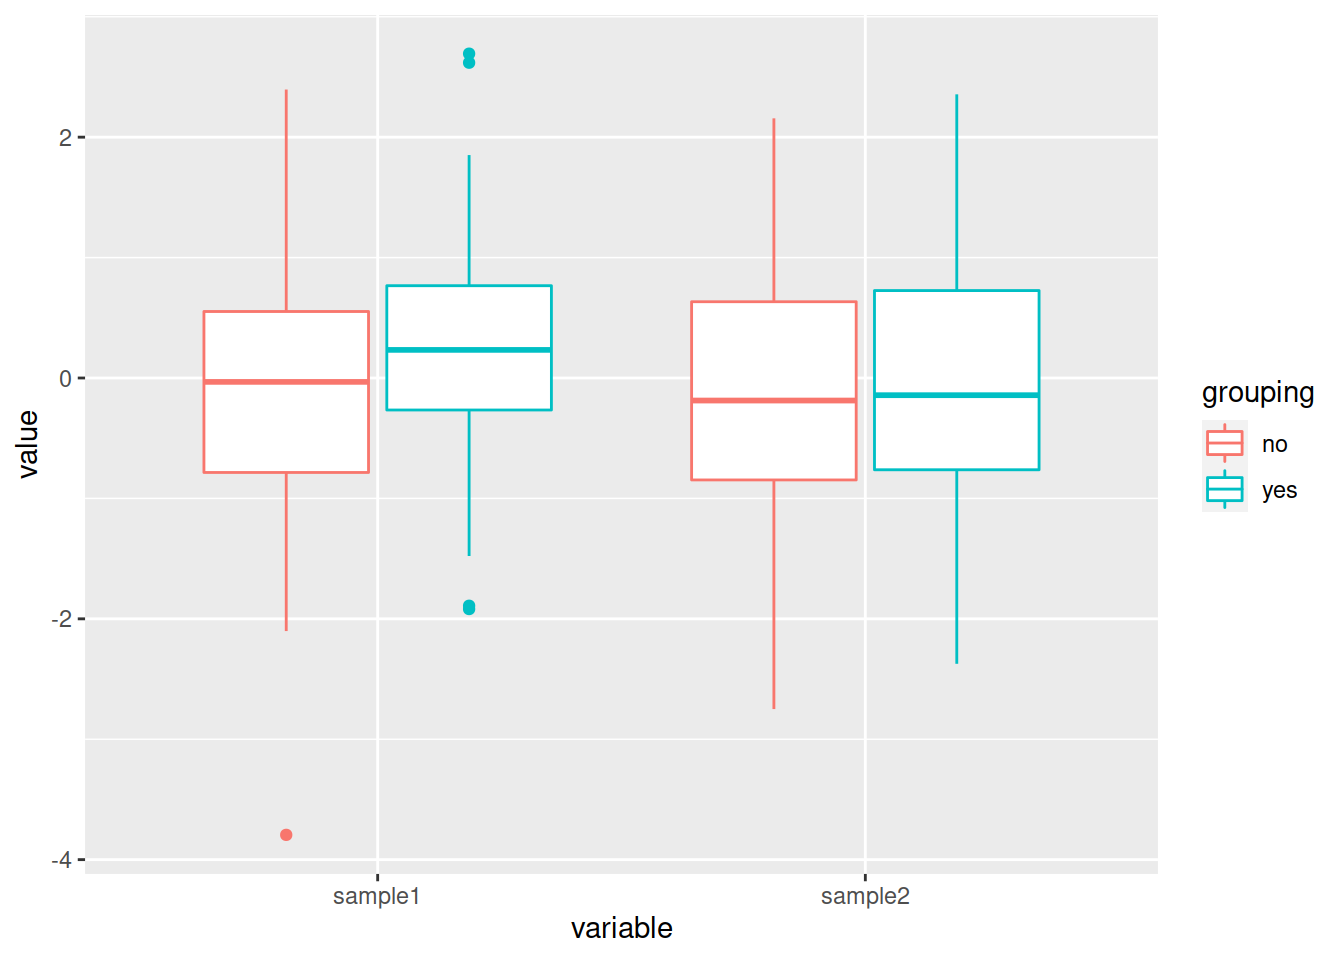 value
2
0
-2
-4
sample1
sample2
variable
grouping
no
yes